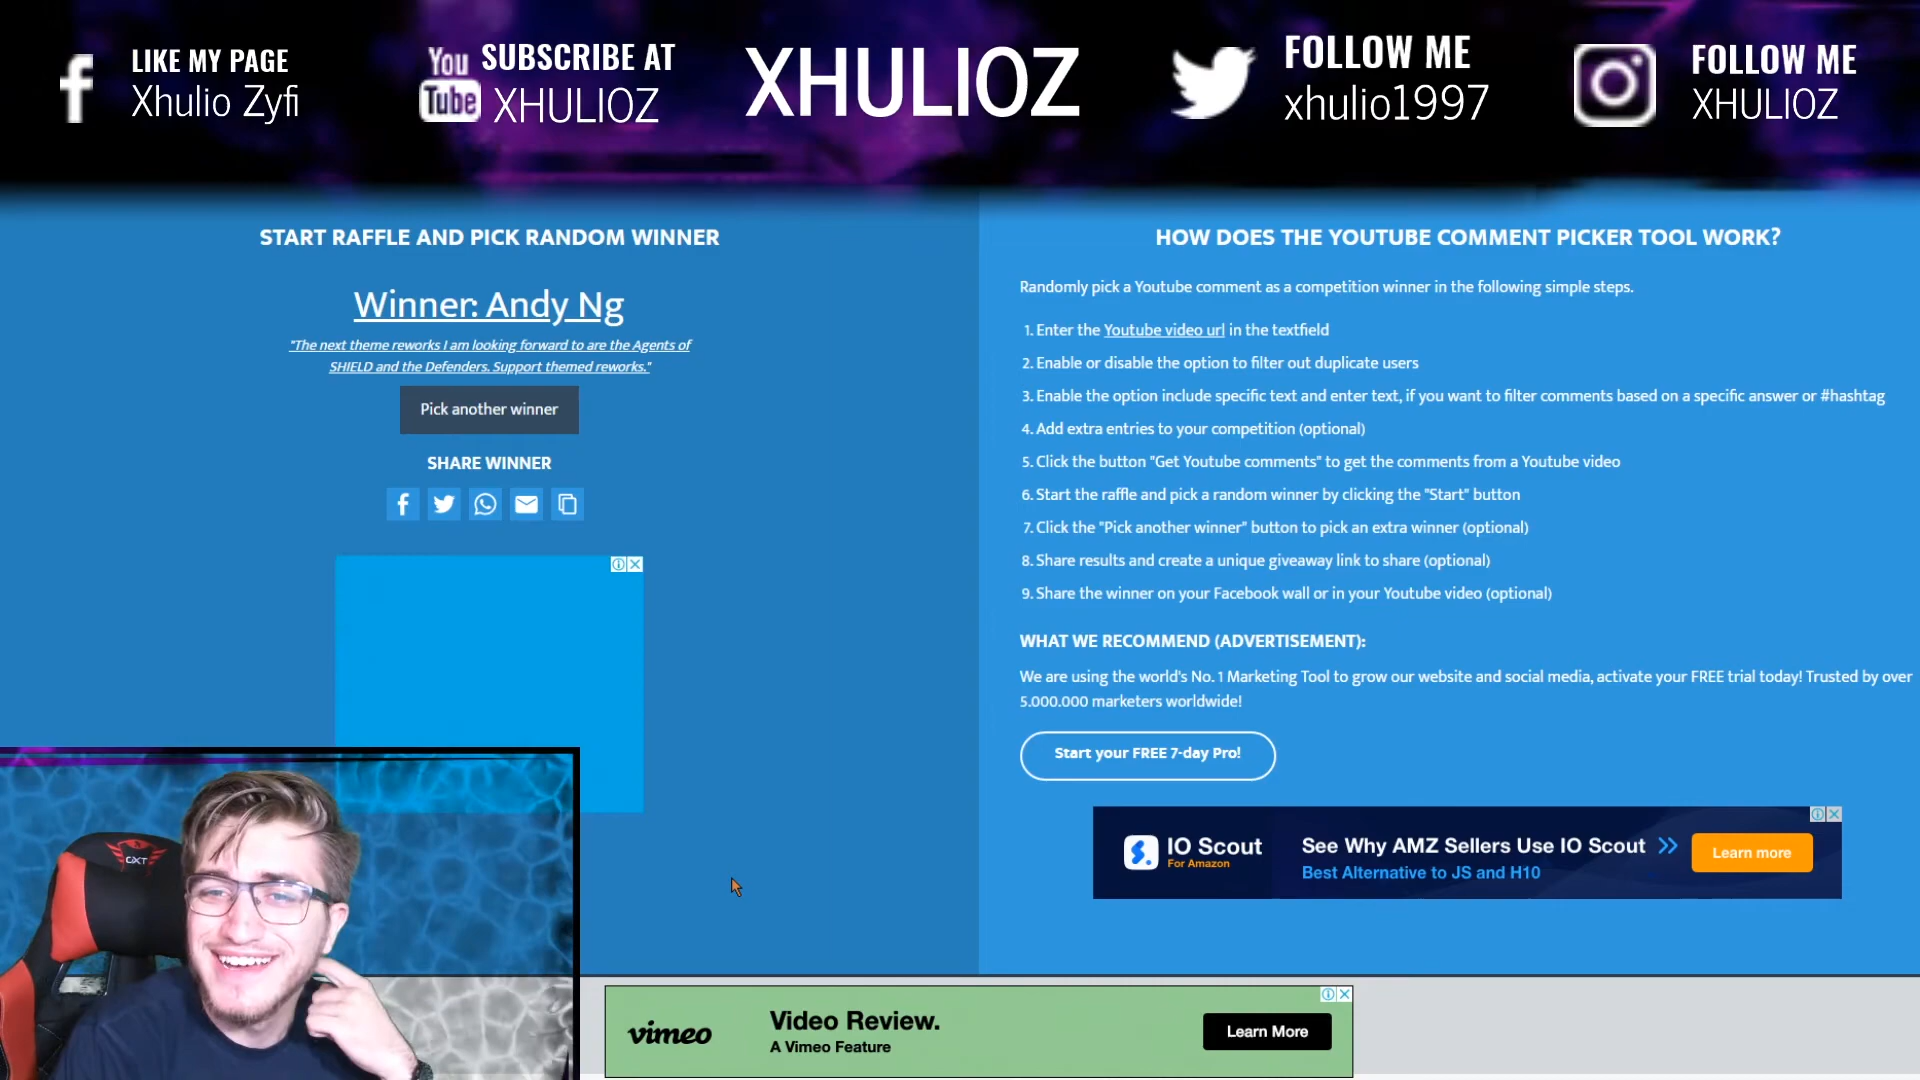 LIKE MY PAGE
Xhulio Zyfi
You
Tube
SUBSCRIBE AT
XHULIOZ
XHULIOZ
FOLLOW ME
xhulio1997
FOLLOW ME
XHULIOZ
START RAFFLE AND PICK RANDOM WINNER
Winner: Andy Ng
"The next theme reworks I am looking forward to are the Agents of
SHIELD and the Defenders. Support themed reworks."
Pick another winner
SHARE WINNER
HOW DOES THE YOUTUBE COMMENT PICKER TOOL WORK?
Randomly pick a Youtube comment as a competition winner in the following simple steps.
1. Enter the Youtube video url in the textfield
2. Enable or disable the option to filter out duplicate users
3. Enable the option include specific text and enter text, if you want to filter comments based on a specific answer or #hashtag
4. Add extra entries to your competition (optional)
5. Click the button "Get Youtube comments" to get the comments from a Youtube video
6. Start the raffle and pick a random winner by clicking the "Start" button
7. Click the "Pick another winner" button to pick an extra winner (optional)
8. Share results and create a unique giveaway link to share (optional)
9. Share the winner on your Facebook wall or in your Youtube video (optional)
WHAT WE RECOMMEND (ADVERTISEMENT):
We are using the world's No. 1 Marketing Tool to grow our website and social media, activate your FREE trial today! Trusted by over
5.000.000 marketers worldwide!
Start your FREE 7-day Pro!
IO Scout
For Amazon
See Why AMZ Sellers Use IO Scout
Best Alternative to JS and H10
Learn more
GXT
vimeo
Video Review.
A Vimeo Feature
Learn More